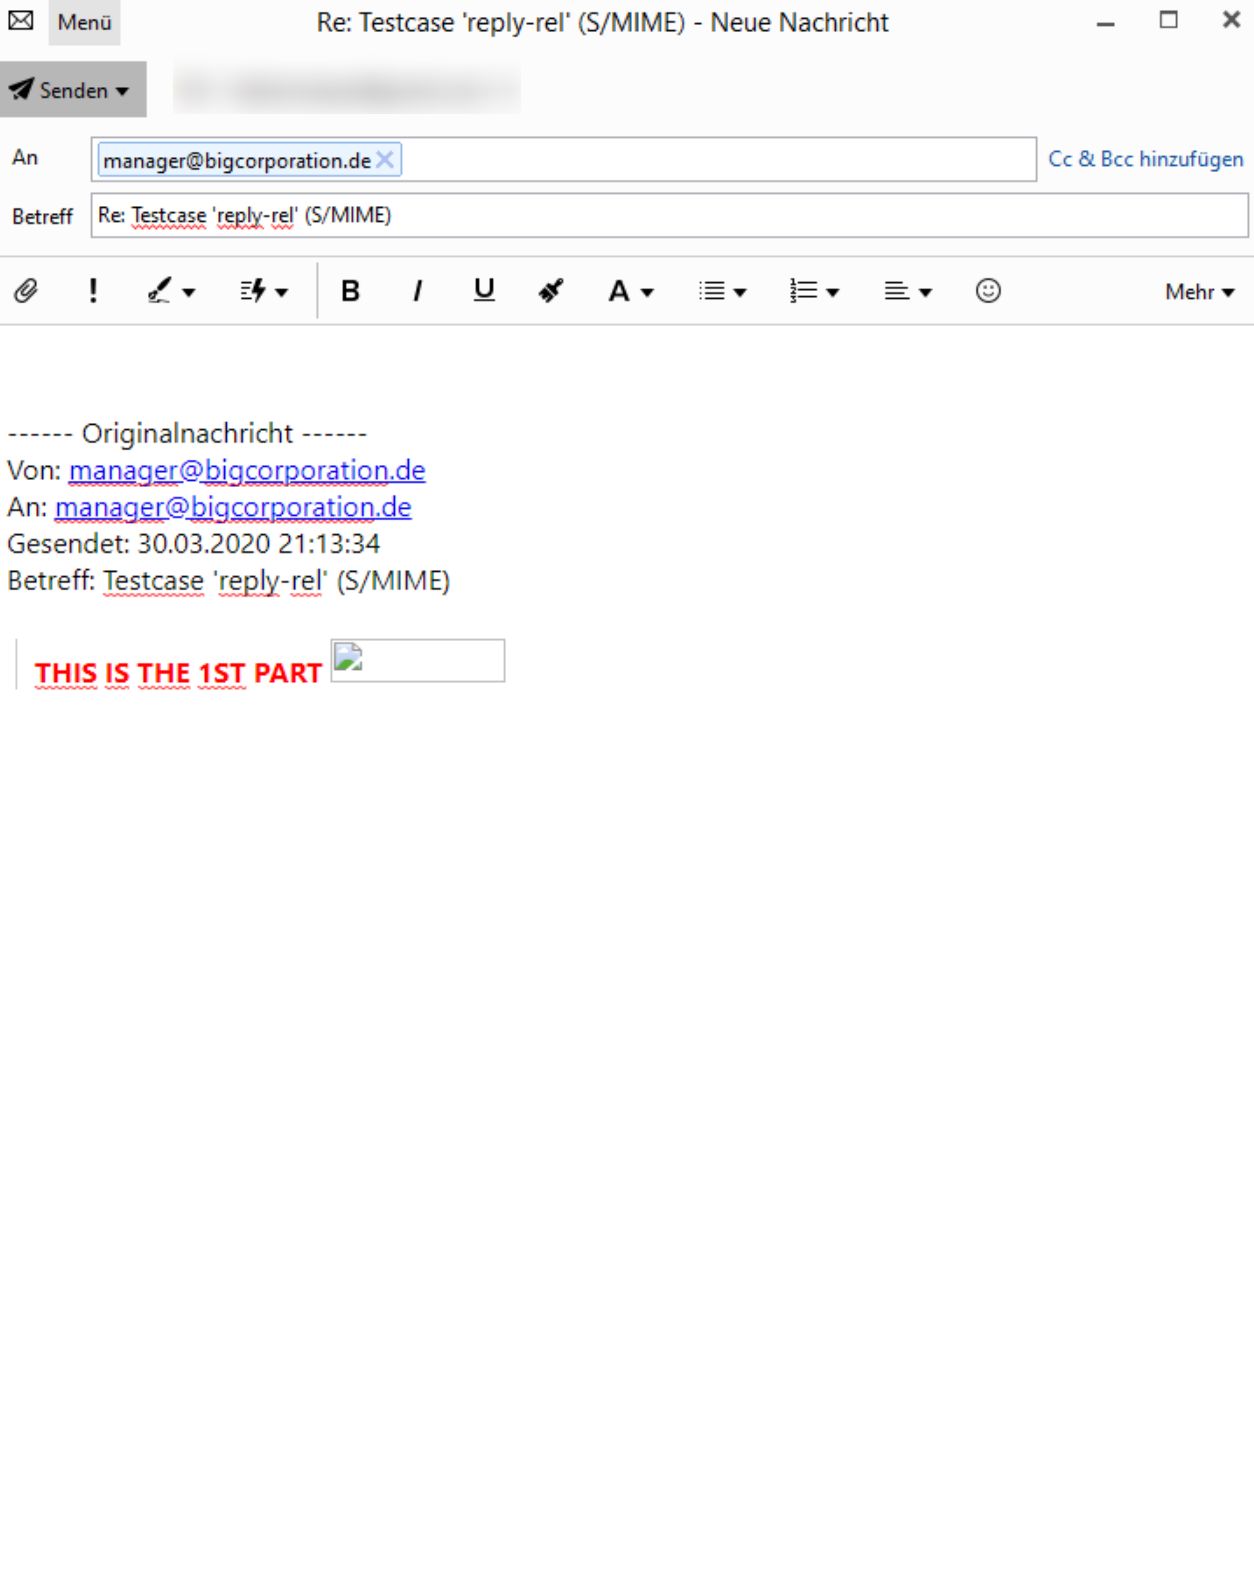 Menü
Re: Testcase 'reply-rel' (S/MIME) - Neue Nachricht
Senden
An
manager@bigcorporation.de
Cc & Bcc hinzufügen
Betreff
Re: Testcase 'reply-rel' (S/MIME)
B I U A Mehr
------ Originalnachricht ------
Von: manager@bigcorporation.de
An: manager@bigcorporation.de
Gesendet: 30.03.2020 21:13:34
Betreff: Testcase 'reply-rel' (S/MIME)
THIS IS THE 1ST PART